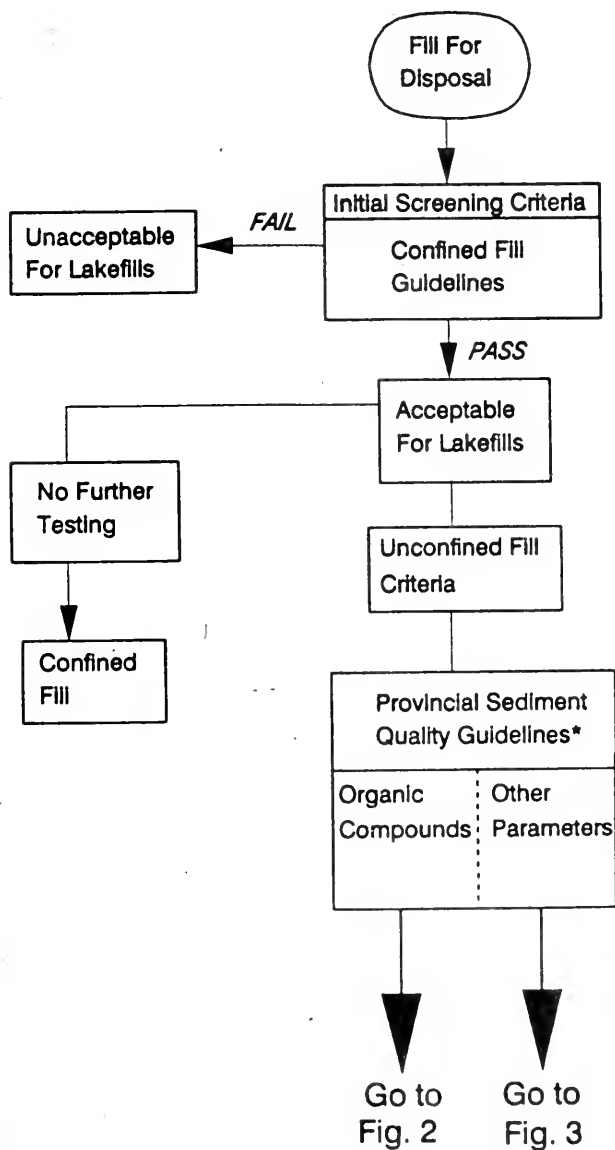 Fill For
Disposal
Initial Screening Criteria
Confined Fill
Guidelines
FAIL
Unacceptable
For Lakefills
PASS
Acceptable
For Lakefills
No Further
Testing
Confined
Fill
Unconfined Fill
Criteria
Provincial Sediment
Quality Guidelines*
Organic
Compounds
Other
Parameters
Go to
Fig. 2
Go to
Fig. 3